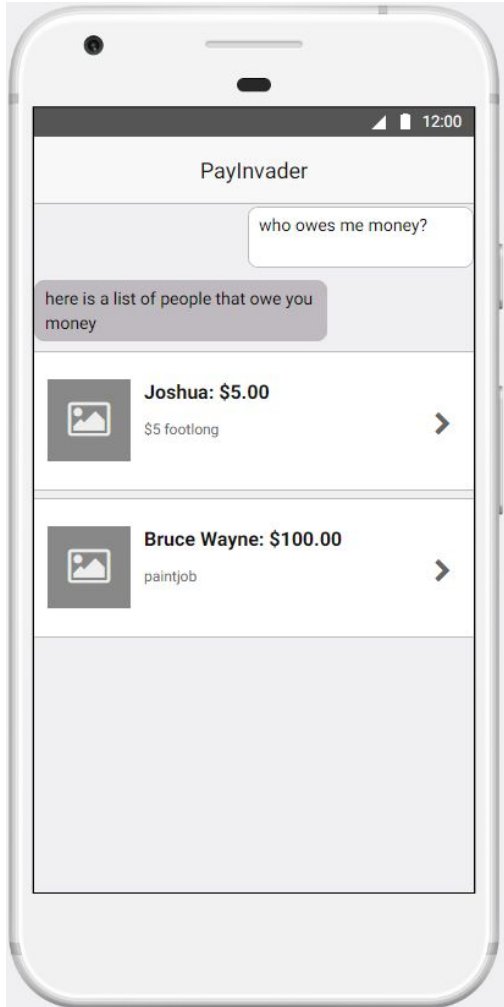 12:00
PayInvader
who owes me money?
here is a list of people that owe you
money
Joshua: $5.00
$5 footlong
Bruce Wayne: $100.00
paintjob